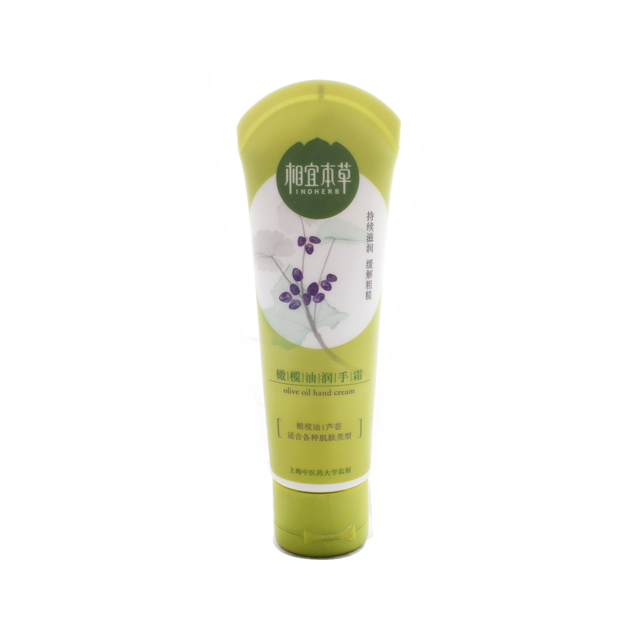 相宜本草
INOHERB
持续滋润 缓解粗糙
橄榄油润手霜
olive oil hand cream
橄榄油|芦荟
适合各种肌肤类型
上海中医药大学监制